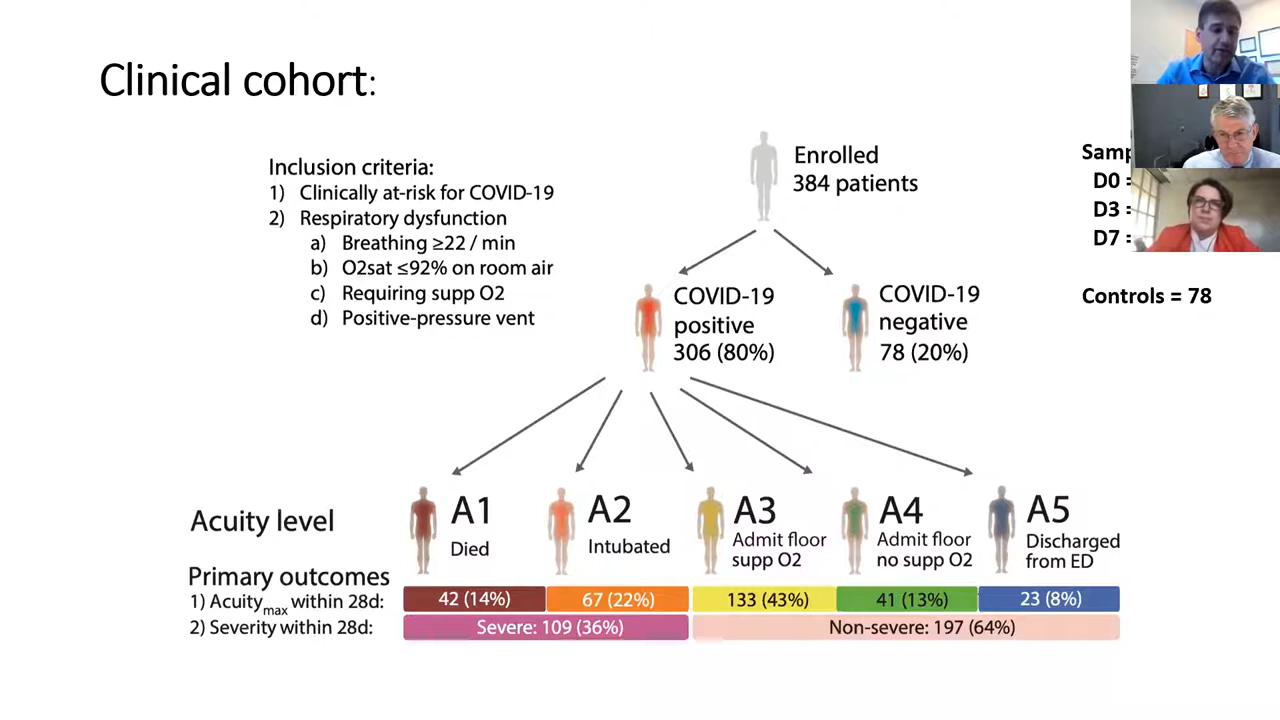 Clinical cohort:
Inclusion criteria:
1) Clinically at-risk for COVID-19
2) Respiratory dysfunction
a) Breathing ≥22 / min
b) O2sat ≤92% on room air
c) Requiring supp O2
d) Positive-pressure vent
Enrolled
384 patients
D0 =
D3 =
D7 =
Controls = 78
COVID-19
positive
306 (80%)
COVID-19
negative
78 (20%)
Acuity level
A1
Died
A2
Intubated
A3
Admit floor
supp O2
A4
Admit floor
no supp O2
A5
Discharged
from ED
Primary outcomes
1) Acuitymax within 28d:
42 (14%)
67 (22%)
133 (43%)
41 (13%)
23 (8%)
2) Severity within 28d:
Severe: 109 (36%)
Non-severe: 197 (64%)